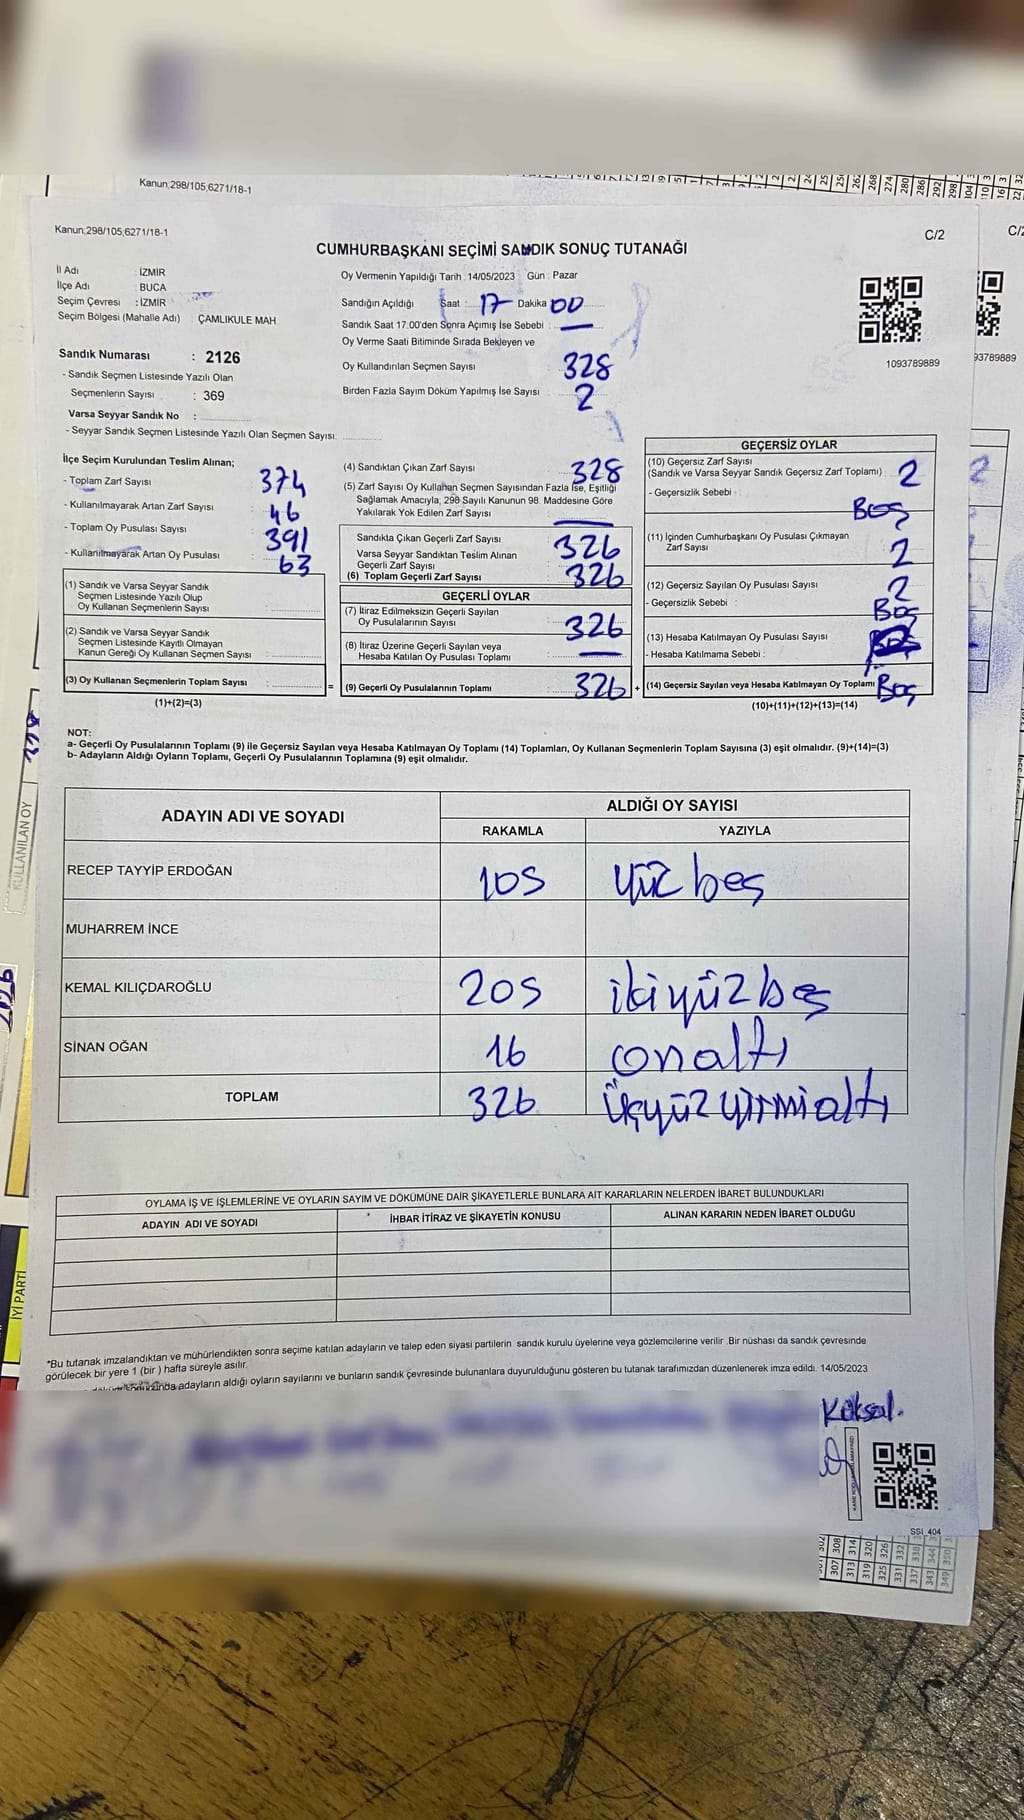 Kanun;298/105;6271/18-1
Kanun;298/105;6271/18-1
C/2
CUMHURBAŞKANI SEÇİMİ SANDIK SONUÇ TUTANAĞI
İl Adı : İZMİR
İlçe Adı : BUCA
Seçim Çevresi : İZMİR
Seçim Bölgesi (Mahalle Adı) : ÇAMLIKULE MAH
Oy Vermenin Yapıldığı Tarih : 14/05/2023 Gün : Pazar
Sandığın Açıldığı Saat : 17 Dakika 00
Sandık Saat 17:00'den Sonra Açımış İse Sebebi : —
Oy Verme Saati Bitiminde Sırada Bekleyen ve
Oy Kullandırılan Seçmen Sayısı : 328
Birden Fazla Sayım Döküm Yapılmış İse Sayısı : 2
1093789889
93789889
Sandık Numarası : 2126
- Sandık Seçmen Listesinde Yazılı Olan
Seçmenlerin Sayısı : 369
Varsa Seyyar Sandık No :
- Seyyar Sandık Seçmen Listesinde Yazılı Olan Seçmen Sayısı:
İlçe Seçim Kurulundan Teslim Alınan;
- Toplam Zarf Sayısı 374
- Kullanılmayarak Artan Zarf Sayısı 46
- Toplam Oy Pusulası Sayısı 391
- Kullanılmayarak Artan Oy Pusulası 63
(1) Sandık ve Varsa Seyyar Sandık
Seçmen Listesinde Yazılı Olup
Oy Kullanan Seçmenlerin Sayısı :
(2) Sandık ve Varsa Seyyar Sandık
Seçmen Listesinde Kayıtlı Olmayan
Kanun Gereği Oy Kullanan Seçmen Sayısı :
(3) Oy Kullanan Seçmenlerin Toplam Sayısı : =
(1)+(2)=(3)
(4) Sandıktan Çıkan Zarf Sayısı : 328
(5) Zarf Sayısı Oy Kullanan Seçmen Sayısından Fazla İse, Eşitliği
Sağlamak Amacıyla, 298 Sayılı Kanunun 98. Maddesine Göre
Yakılarak Yok Edilen Zarf Sayısı : —
Sandıkta Çıkan Geçerli Zarf Sayısı : 326
Varsa Seyyar Sandıktan Teslim Alınan
Geçerli Zarf Sayısı :
(6) Toplam Geçerli Zarf Sayısı : 326
GEÇERLİ OYLAR
(7) İtiraz Edilmeksizin Geçerli Sayılan
Oy Pusulalarının Sayısı : 326
(8) İtiraz Üzerine Geçerli Sayılan veya
Hesaba Katılan Oy Pusulası Toplamı : —
(9) Geçerli Oy Pusulalarının Toplamı : 326 +
GEÇERSİZ OYLAR
(10) Geçersiz Zarf Sayısı
(Sandık ve Varsa Seyyar Sandık Geçersiz Zarf Toplamı) : 2
- Geçersizlik Sebebi :
Boş
(11) İçinden Cumhurbaşkanı Oy Pusulası Çıkmayan
Zarf Sayısı : 2
(12) Geçersiz Sayılan Oy Pusulası Sayısı : 2
- Geçersizlik Sebebi : Boş
(13) Hesaba Katılmayan Oy Pusulası Sayısı :
- Hesaba Katılmama Sebebi :
(14) Geçersiz Sayılan veya Hesaba Katılmayan Oy Toplamı : Boş
(10)+(11)+(12)+(13)=(14)
NOT:
a- Geçerli Oy Pusulalarının Toplamı (9) ile Geçersiz Sayılan veya Hesaba Katılmayan Oy Toplamı (14) Toplamları, Oy Kullanan Seçmenlerin Toplam Sayısına (3) eşit olmalıdır. (9)+(14)=(3)
b- Adayların Aldığı Oyların Toplamı, Geçerli Oy Pusulalarının Toplamına (9) eşit olmalıdır.
ADAYIN ADI VE SOYADI
ALDIĞI OY SAYISI
RAKAMLA YAZIYLA
RECEP TAYYİP ERDOĞAN 105 yüz beş
MUHARREM İNCE
KEMAL KILIÇDAROĞLU 205 ikiyüzbeş
SİNAN OĞAN 16 onaltı
TOPLAM 326 üçyüzyirmialtı
OYLAMA İŞ VE İŞLEMLERİNE VE OYLARIN SAYIM VE DÖKÜMÜNE DAİR ŞİKAYETLERLE BUNLARA AİT KARARLARIN NELERDEN İBARET BULUNDUKLARI
ADAYIN ADI VE SOYADI İHBAR İTİRAZ VE ŞİKAYETİN KONUSU ALINAN KARARIN NEDEN İBARET OLDUĞU
*Bu tutanak imzalandıktan ve mühürlendikten sonra seçime katılan adayların ve talep eden siyasi partilerin sandık kurulu üyelerine veya gözlemcilerine verilir .Bir nüshası da sandık çevresinde
görülecek bir yere 1 (bir ) hafta süreyle asılır.
adayların aldığı oyların sayılarını ve bunların sandık çevresinde bulunanlara duyurulduğunu gösteren bu tutanak tarafımızdan düzenlenerek imza edildi. 14/05/2023
Köksal.
SSI_404
KULLANILAN OY
İYİ PARTİ